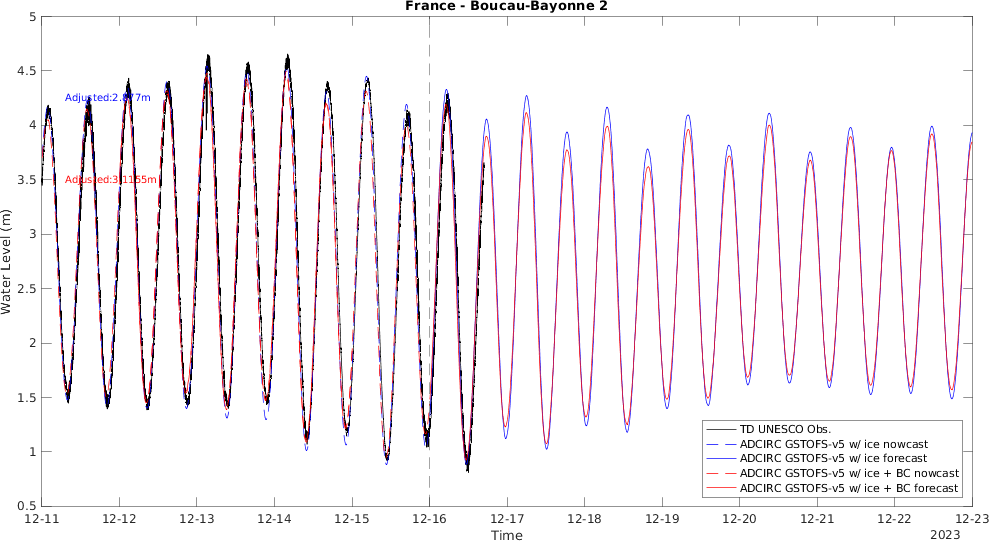 France - Boucau-Bayonne 2
5
4.5
4
3.5
3
2.5
2
1.5
1
0.5
Water Level (m)
Adjusted:3.1155m
12-11
12-12
12-13
12-14
12-15
12-16
12-17
12-18
12-19
12-20
12-21
12-22
12-23
Time
2023
TD UNESCO Obs.
ADCIRC GSTOFS-v5 w/ ice nowcast
ADCIRC GSTOFS-v5 w/ ice forecast
ADCIRC GSTOFS-v5 w/ ice + BC nowcast
ADCIRC GSTOFS-v5 w/ ice + BC forecast